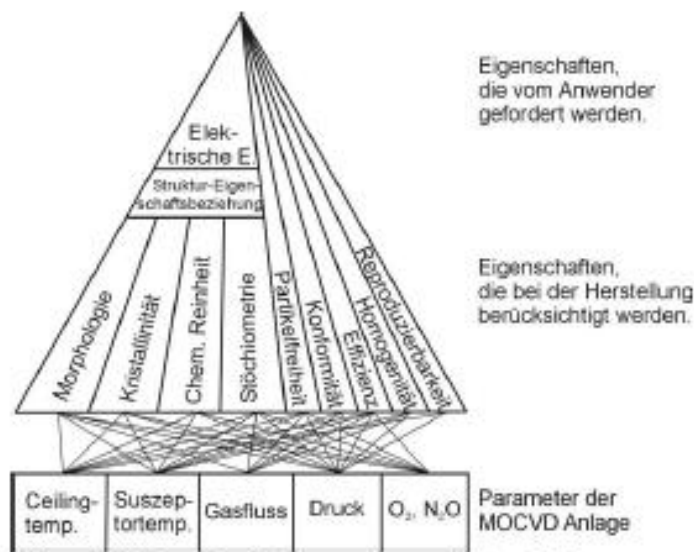 Elek-
trische E.
Struktur-Eigen-
schaftsbeziehung
Morphologie
Kristallinität
Chem. Reinheit
Stöchiometrie
Partikelfreiheit
Konformität
Effizienz
Homogenität
Reproduzierbarkeit
Eigenschaften,
die vom Anwender
gefordert werden.
Eigenschaften,
die bei der Herstellung
berücksichtigt werden.
Ceiling-
temp.
Suszep-
tortemp.
Gasfluss
Druck
O₂, N₂O
Parameter der
MOCVD Anlage